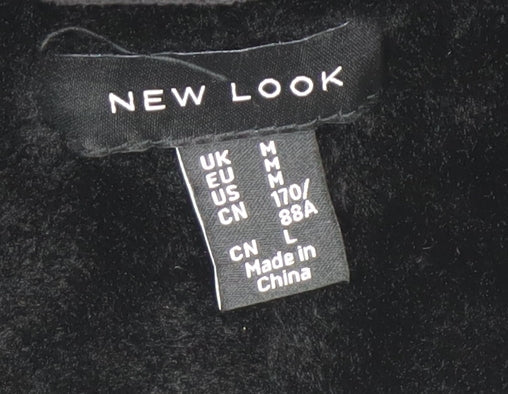 NEW LOOK
UK M
EU M
US M
CN 170/
88A
CN L
Made in
China